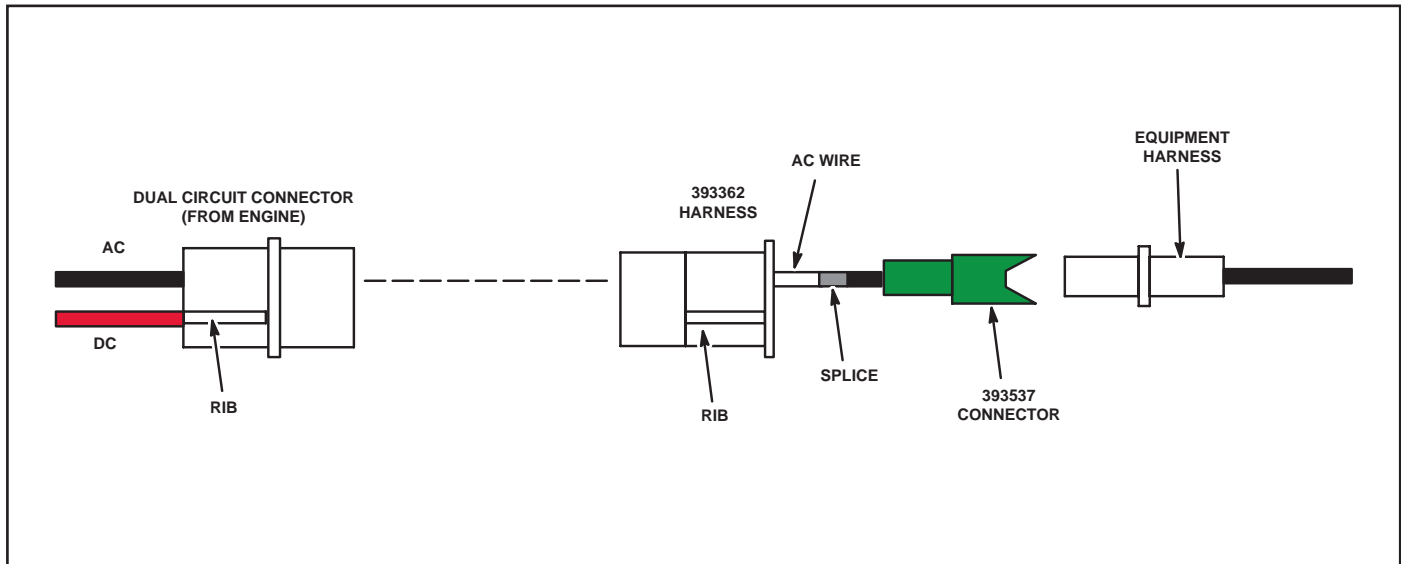 DUAL CIRCUIT CONNECTOR
(FROM ENGINE)
AC
DC
RIB
393362
HARNESS
RIB
AC WIRE
SPLICE
393537
CONNECTOR
EQUIPMENT
HARNESS